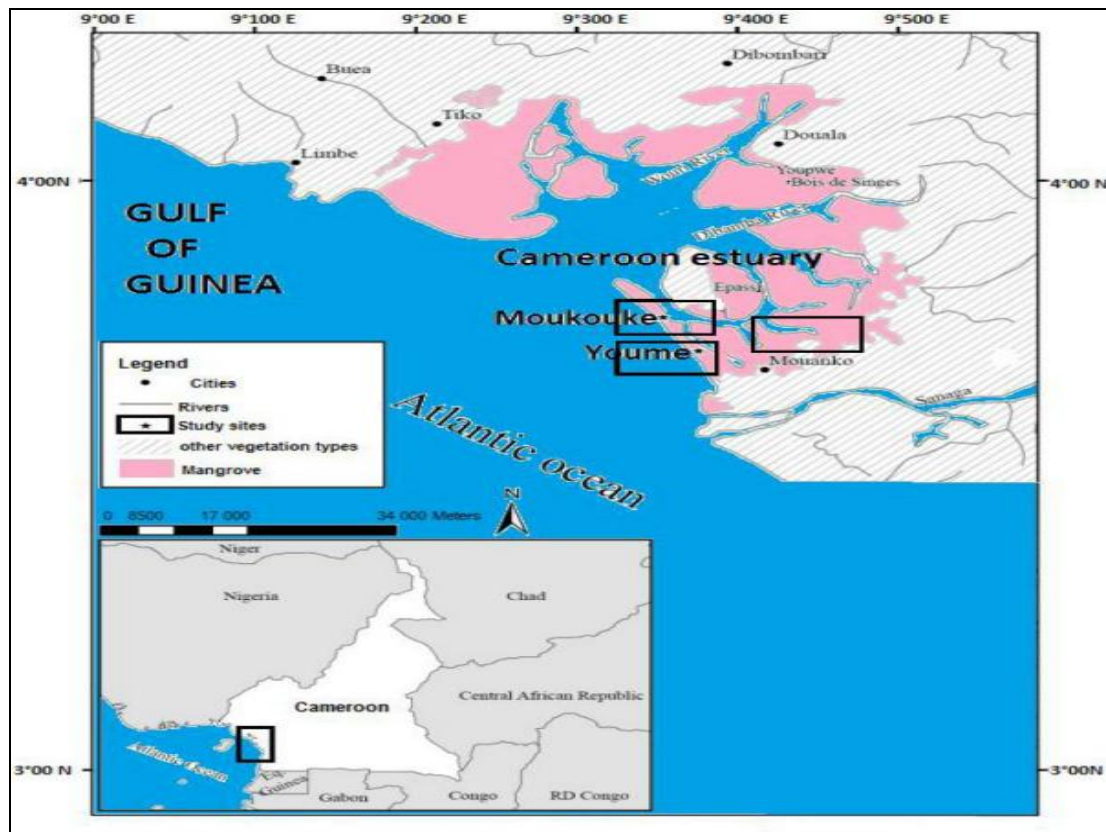 9°00 E 9°100 E 9°200 E 9°300 E 9°400 E 9°500 E
Dibombarı
Buea
Tiko
Douala
Limbe
Wouri River
Youpwe
Bois de Singes
4°00N
4°00 N
GULF
OF
GUINEA
Dibamba River
Cameroon estuary
Epassı
Moukouke
Youme
Mouanko
Sanaga
Atlantic ocean
Legend
Cities
Rivers
Study sites
other vegetation types
Mangrove
N
0 8500 17 000 34 000 Meters
Niger
Nigeria
Chad
Central African Republic
Cameroon
Atlantic Ocean
Eq.
Guinea
Gabon
Congo
RD Congo
3°00 N
3°00N